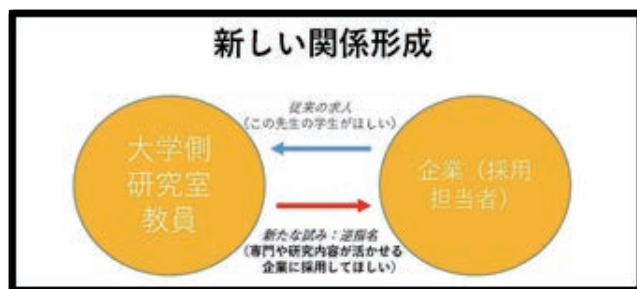 新しい関係形成
従来の求人
（この先生の学生がほしい）
大学側
研究室
教員
企業（採用
担当者）
新たな試み：逆指名
（専門や研究内容が活かせる
企業に採用してほしい）